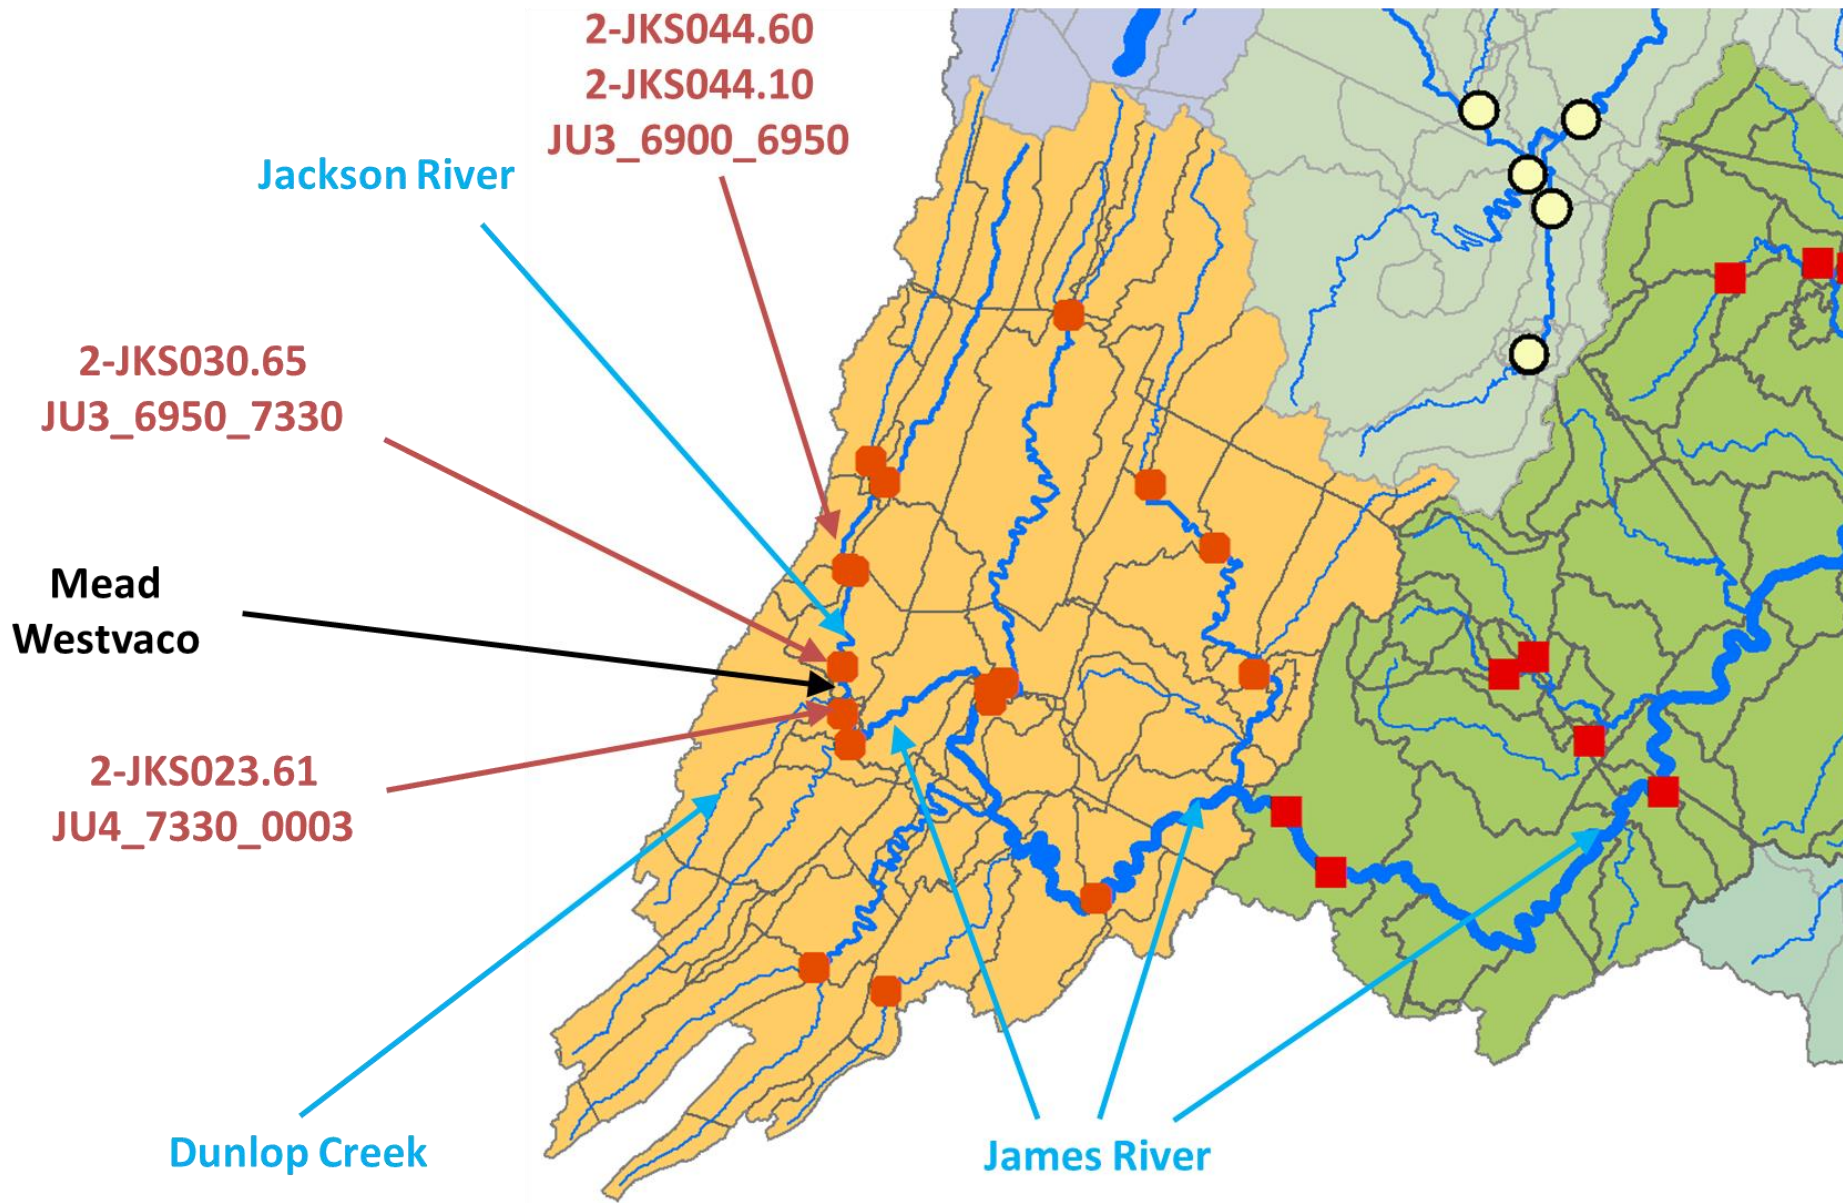 2-JKS044.60
2-JKS044.10
JU3_6900_6950
Jackson River
2-JKS030.65
JU3_6950_7330
Mead
Westvaco
2-JKS023.61
JU4_7330_0003
Dunlop Creek
James River